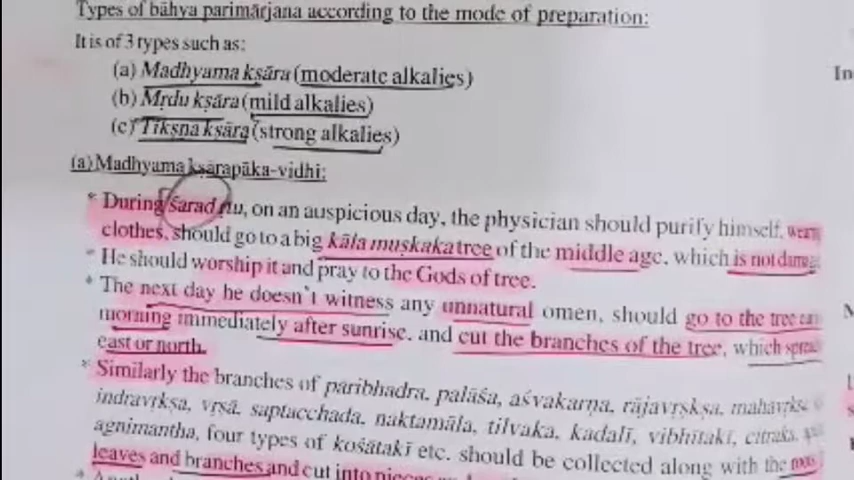 Types of bāhya parimārjana according to the mode of preparation:
It is of 3 types such as:
(a) Madhyama kṣāra (moderate alkalies)
(b) Mṛdu kṣāra (mild alkalies)
(c) Tīkṣṇa kṣāra (strong alkalies)
(a) Madhyama kṣārapāka-vidhi:
* During śarad ṛtu, on an auspicious day, the physician should purify himself,
clothes, should go to a big kāla muṣkaka tree of the middle age, which is not
* He should worship it and pray to the Gods of tree.
* The next day he doesn't witness any unnatural omen, should go to the tree
morning immediately after sunrise, and cut the branches of the tree, which
east or north.
* Similarly the branches of paribhadra, palāśa, aśvakarṇa, rājavṛskṣa,
indravṛkṣa, vṛṣā, saptacchada, naktamāla, tilvaka, kadalī, vibhītakī, citraka,
agnimantha, four types of kośātakī etc. should be collected along with the
leaves and branches and cut into pieces
In